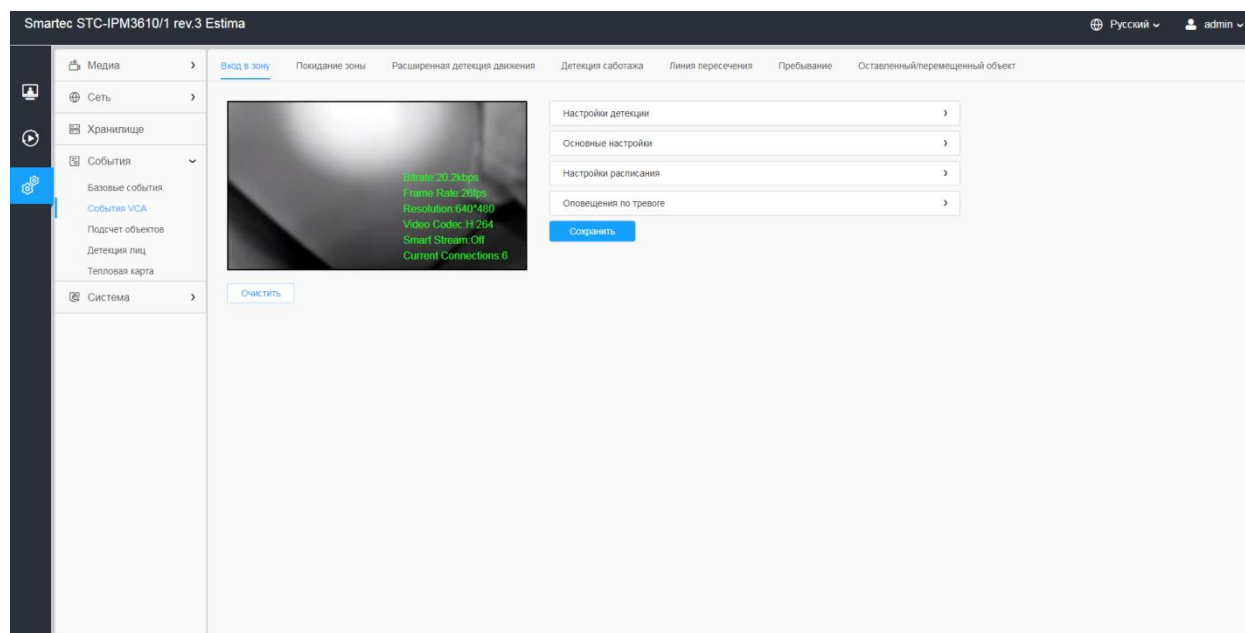 Smartec STC-IPM3610/1 rev.3 Estima
Русский
admin
Медиа
Сеть
Хранилище
События
Базовые события
События VCA
Подсчет объектов
Детекция лиц
Тепловая карта
Система
Вход в зону
Покидание зоны
Расширенная детекция движения
Детекция саботажа
Линия пересечения
Пребывание
Оставленный/перемещенный объект
Bitrate:20.2kbps
Frame Rate:26fps
Resolution:640*480
Video Codec:H.264
Smart Stream:Off
Current Connections:6
Очистить
Настройки детекции
Основные настройки
Настройки расписания
Оповещения по тревоге
Сохранить